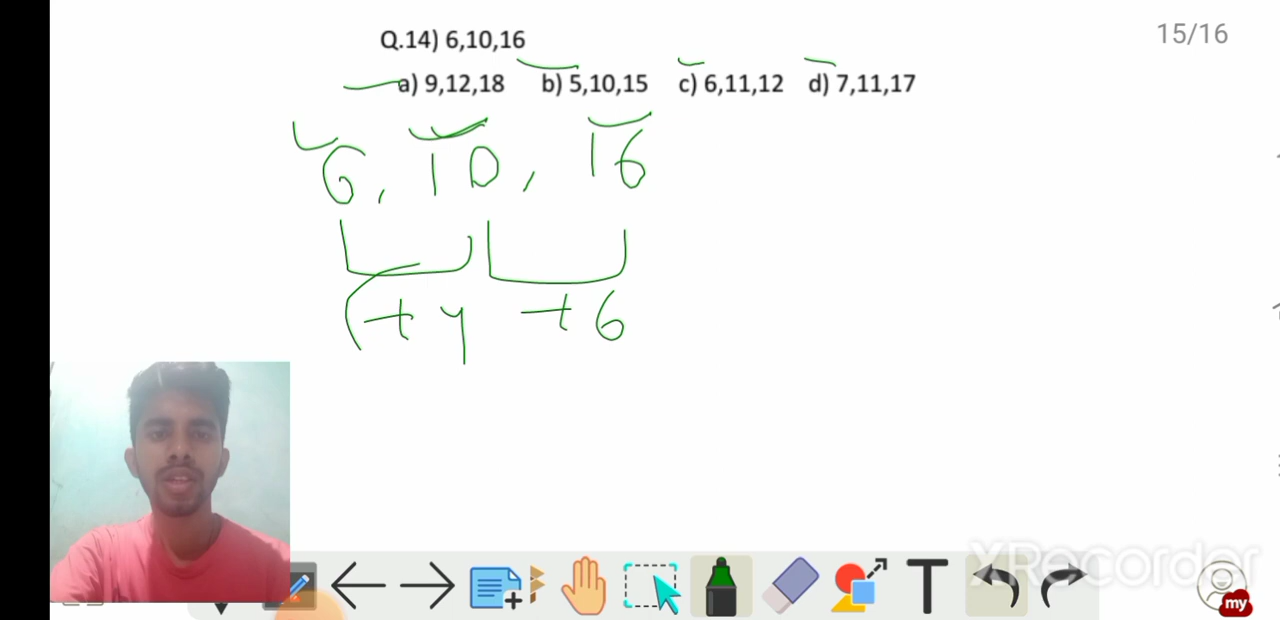 15/16
Q.14) 6,10,16
a) 9,12,18 b) 5,10,15 c) 6,11,12 d) 7,11,17
6, 10, 16
+4 +6
T
XRecorder
my